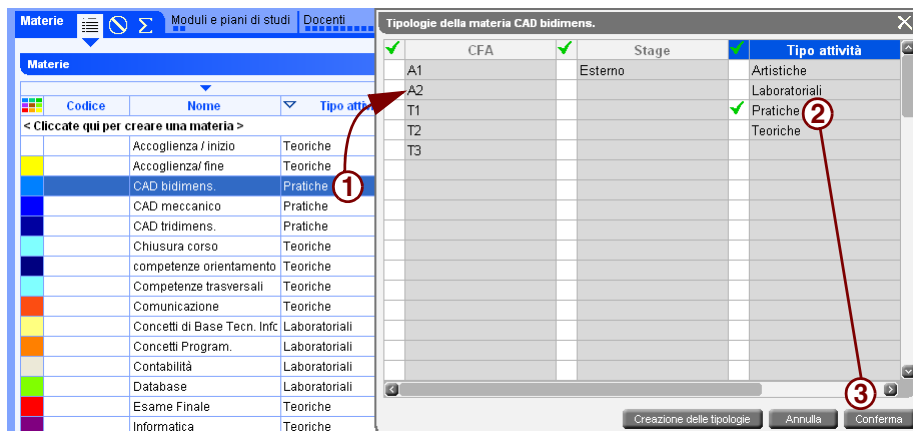 Materie
Moduli e piani di studi
Docenti
Materie
Codice Nome Tipo
< Cliccate qui per creare una materia >
Accoglienza / inizio Teoriche
Accoglienza/ fine Teoriche
CAD bidimens. Pratiche
CAD meccanico Pratiche
CAD tridimens. Pratiche
Chiusura corso Teoriche
competenze orientamento Teoriche
Competenze trasversali Teoriche
Comunicazione Teoriche
Concetti di Base Tecn. Infc Laboratoriali
Concetti Program. Laboratoriali
Contabilità Laboratoriali
Database Laboratoriali
Esame Finale Teoriche
Informatica Teoriche
1
Tipologie della materia CAD bidimens.
CFA Stage Tipo attività
A1 Esterno Artistiche
A2 Laboratoriali
T1 Pratiche 2
T2 Teoriche
T3
3
Creazione delle tipologie Annulla Conferma